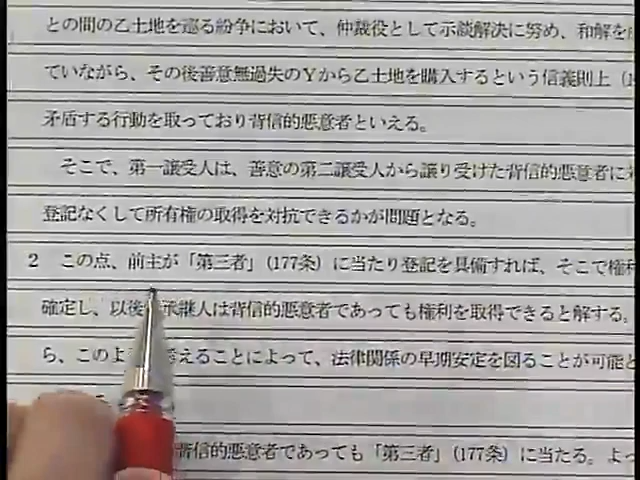 との間の乙土地を巡る紛争において、仲裁役として示談解決に努め、和解を
ていながら、その後善意無過失のYから乙土地を購入するという信義則上
矛盾する行動を取っており背信的悪意者といえる。
そこで、第一譲受人は、善意の第二譲受人から譲り受けた背信的悪意者に
登記なくして所有権の取得を対抗できるかが問題となる。
2 この点、前主が「第三者」(177条)に当たり登記を具備すれば、そこで権利
確定し、以後 承継人は背信的悪意者であっても権利を取得できると解する。
ら、このよ 考えることによって、法律関係の早期安定を図ることが可能と
背信的悪意者であっても「第三者」(177条)に当たる。よっ